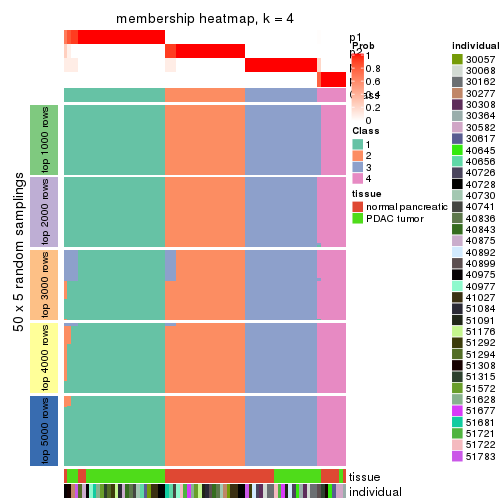 membership heatmap, k = 4
p1
p2
p4
Prob
1
0.8
0.6
0.4
0.2
0
Class
Class
1
2
3
4
tissue
normal pancreatic
PDAC tumor
individual
30057
30068
30162
30277
30308
30364
30582
30617
40645
40656
40726
40728
40730
40741
40836
40843
40875
40892
40899
40975
40977
41027
51084
51091
51176
51292
51294
51308
51315
51572
51628
51677
51681
51721
51722
51783
50 x 5 random samplings
top 1000 rows
top 2000 rows
top 3000 rows
top 4000 rows
top 5000 rows
tissue
individual